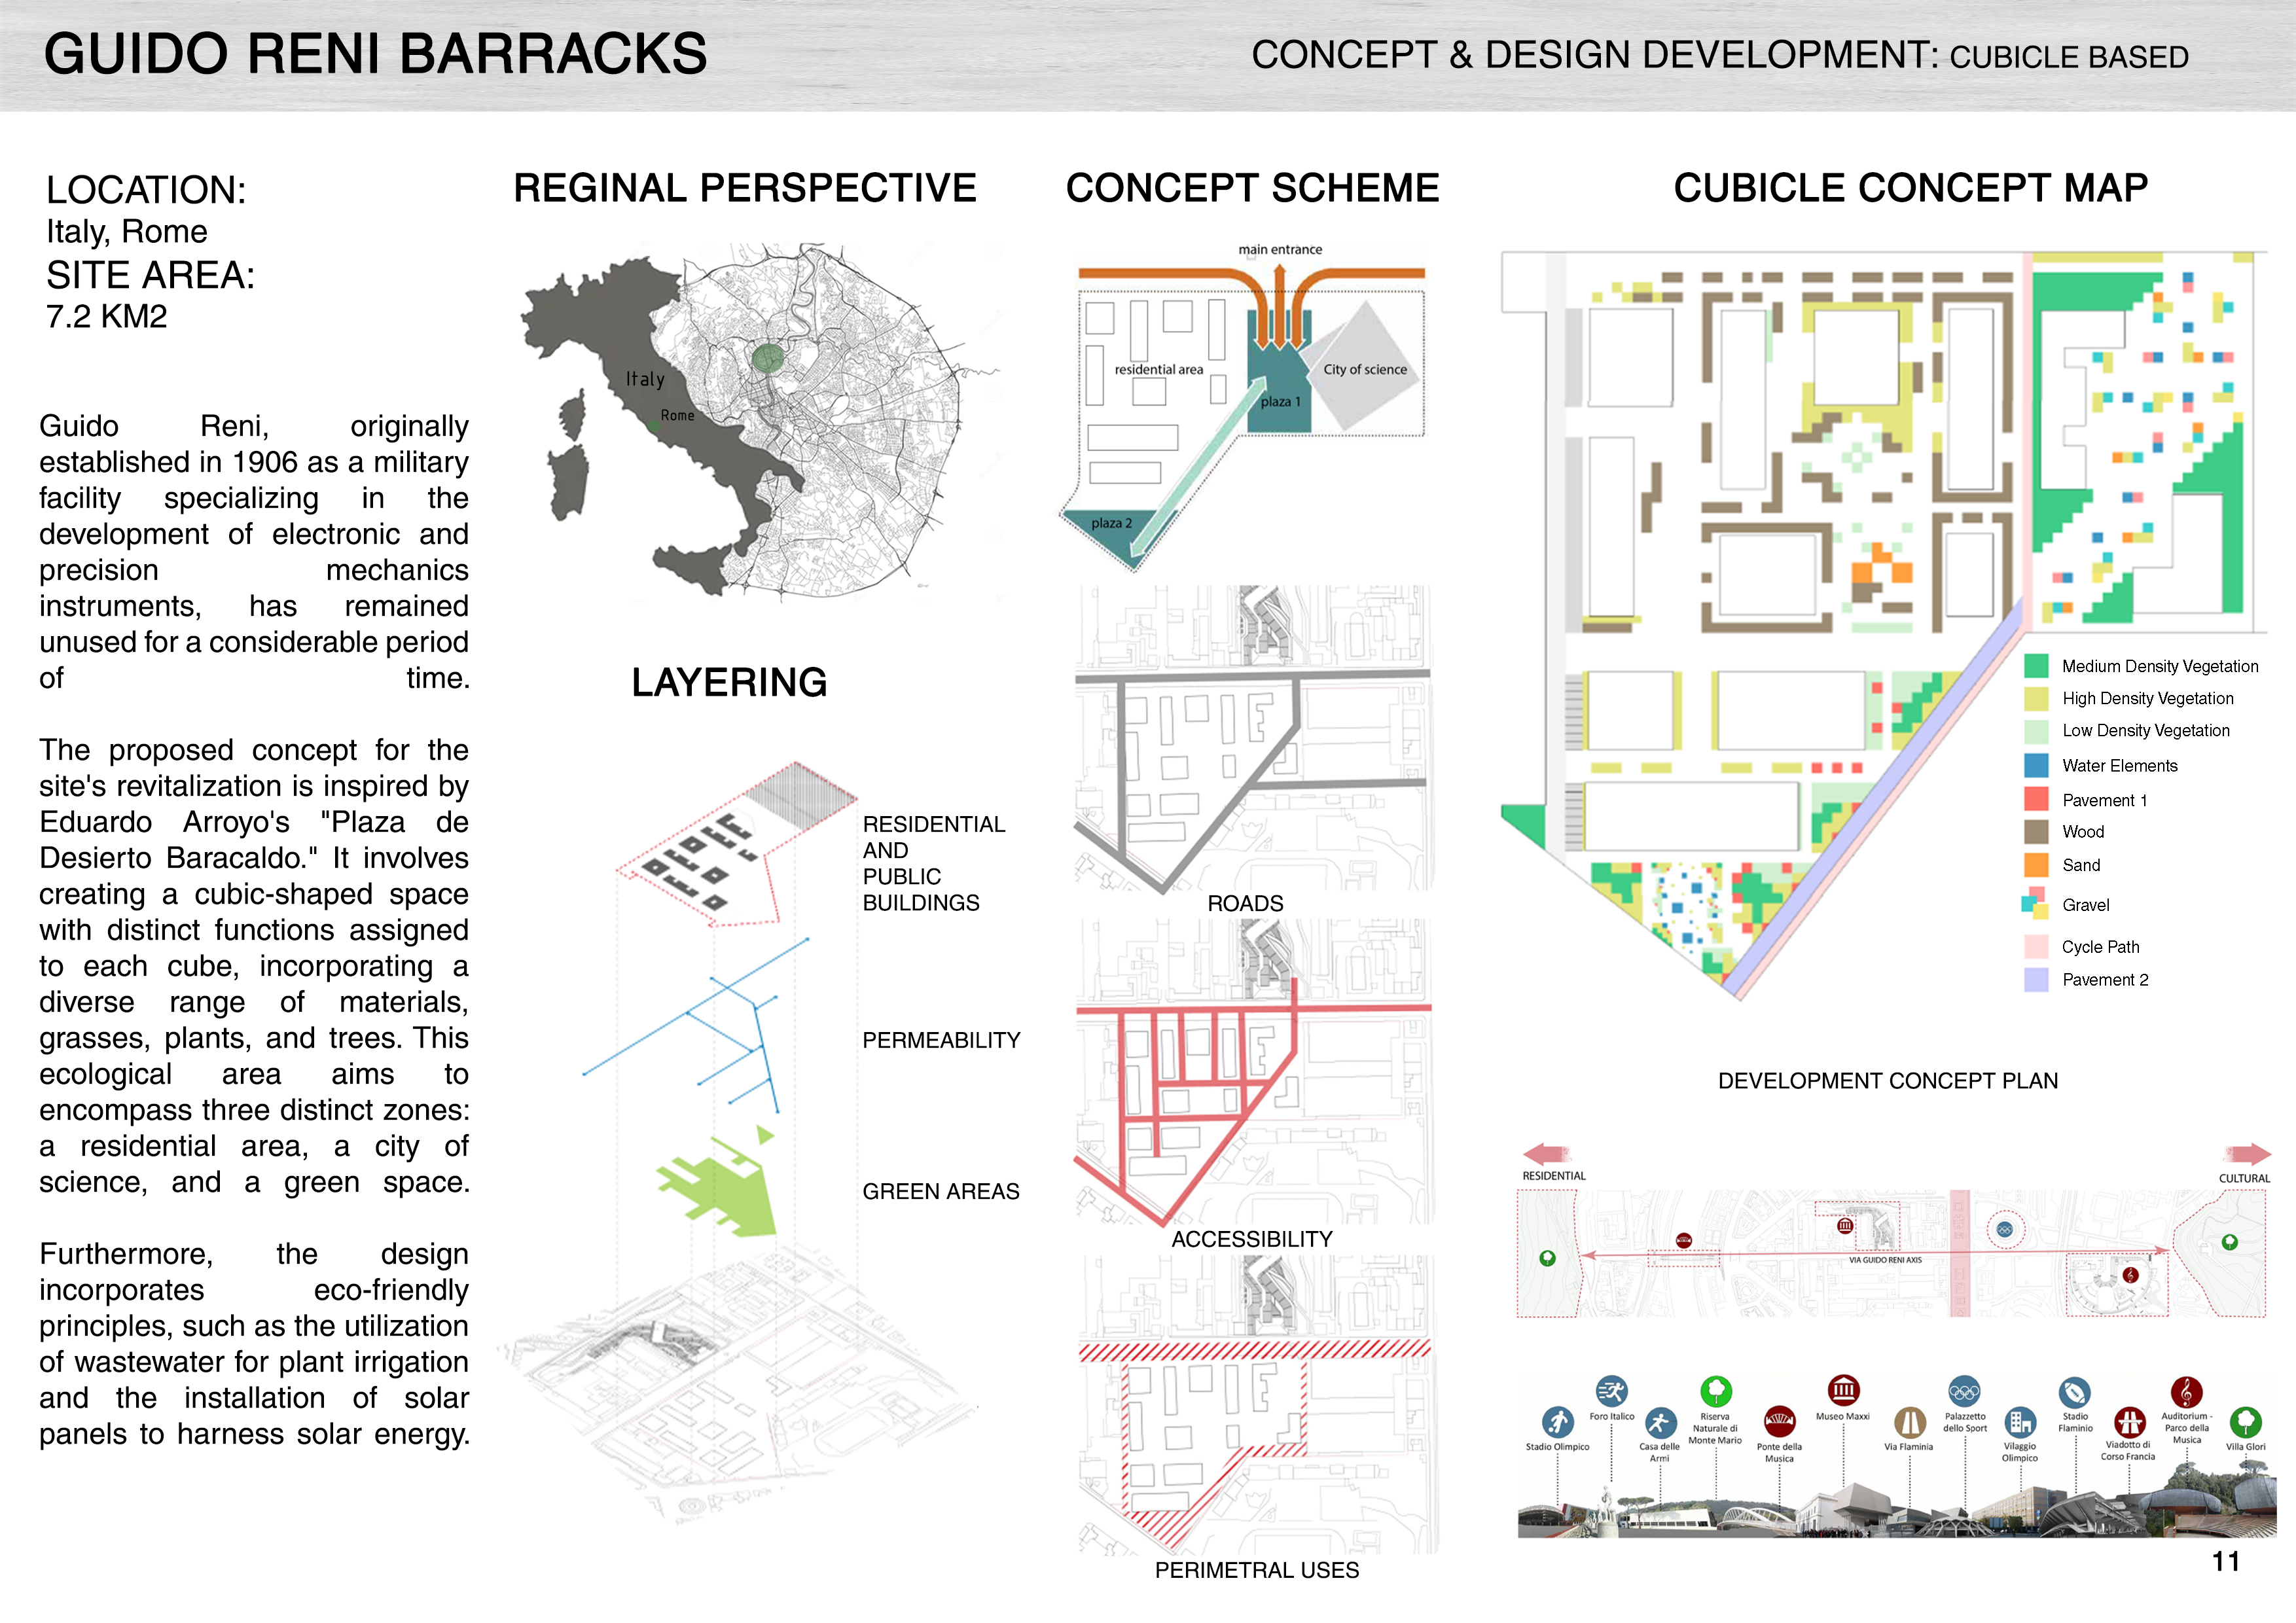 GUIDO RENI BARRACKS
CONCEPT & DESIGN DEVELOPMENT: CUBICLE BASED
LOCATION:
Italy, Rome
SITE AREA:
7.2 KM2
Guido Reni, originally
established in 1906 as a military
facility specializing in the
development of electronic and
precision mechanics
instruments, has remained
unused for a considerable period
of time.
The proposed concept for the
site's revitalization is inspired by
Eduardo Arroyo's "Plaza de
Desierto Baracaldo." It involves
creating a cubic-shaped space
with distinct functions assigned
to each cube, incorporating a
diverse range of materials,
grasses, plants, and trees. This
ecological area aims to
encompass three distinct zones:
a residential area, a city of
science, and a green space.
Furthermore, the design
incorporates eco-friendly
principles, such as the utilization
of wastewater for plant irrigation
and the installation of solar
panels to harness solar energy.
REGINAL PERSPECTIVE
Italy
Rome
LAYERING
RESIDENTIAL
AND
PUBLIC
BUILDINGS
PERMEABILITY
GREEN AREAS
CONCEPT SCHEME
main entrance
residential area
City of science
plaza 1
plaza 2
ROADS
ACCESSIBILITY
PERIMETRAL USES
CUBICLE CONCEPT MAP
Medium Density Vegetation
High Density Vegetation
Low Density Vegetation
Water Elements
Pavement 1
Wood
Sand
Gravel
Cycle Path
Pavement 2
DEVELOPMENT CONCEPT PLAN
RESIDENTIAL
CULTURAL
VIA GUIDO RENI AXIS
Stadio Olimpico
Foro Italico
Casa delle
Armi
Riserva
Naturale di
Monte Mario
Ponte della
Musica
Museo Maxxi
Via Flaminia
Palazzetto
dello Sport
Vilaggio
Olimpico
Stadio
Flaminio
Viadotto di
Corso Francia
Auditorium -
Parco della
Musica
Villa Glori
11